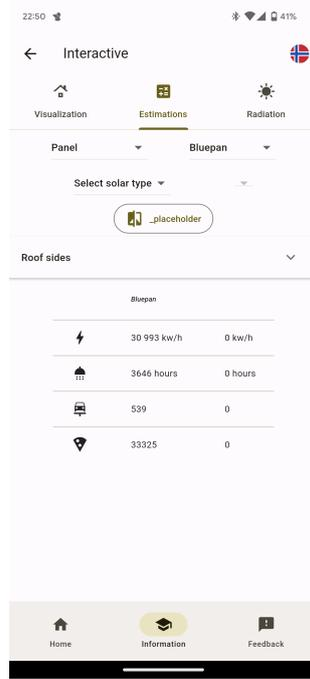 22:50 41%
Interactive
Visualization Estimations Radiation
Panel Bluepan
Select solar type
_placeholder
Roof sides
Bluepan
30 993 kw/h 0 kw/h
3646 hours 0 hours
539 0
33325 0
Home Information Feedback